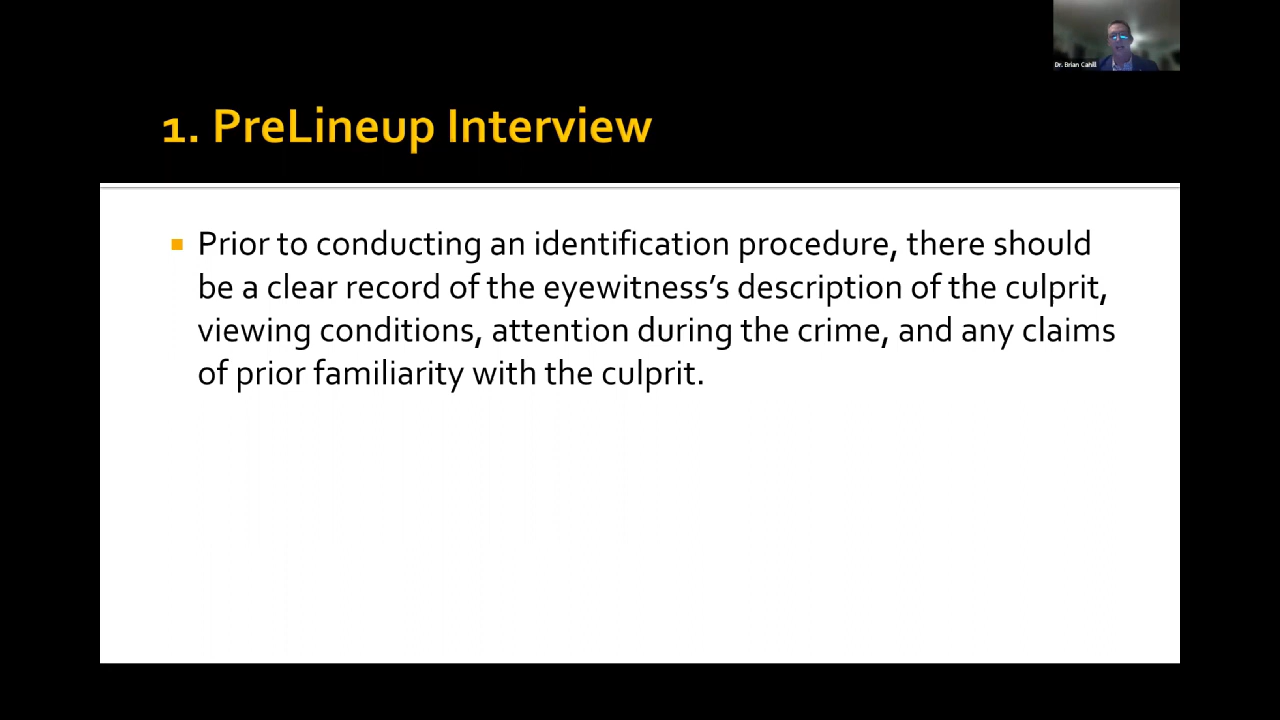 Dr. Brian Cahill
1. PreLineup Interview
Prior to conducting an identification procedure, there should
be a clear record of the eyewitness’s description of the culprit,
viewing conditions, attention during the crime, and any claims
of prior familiarity with the culprit.